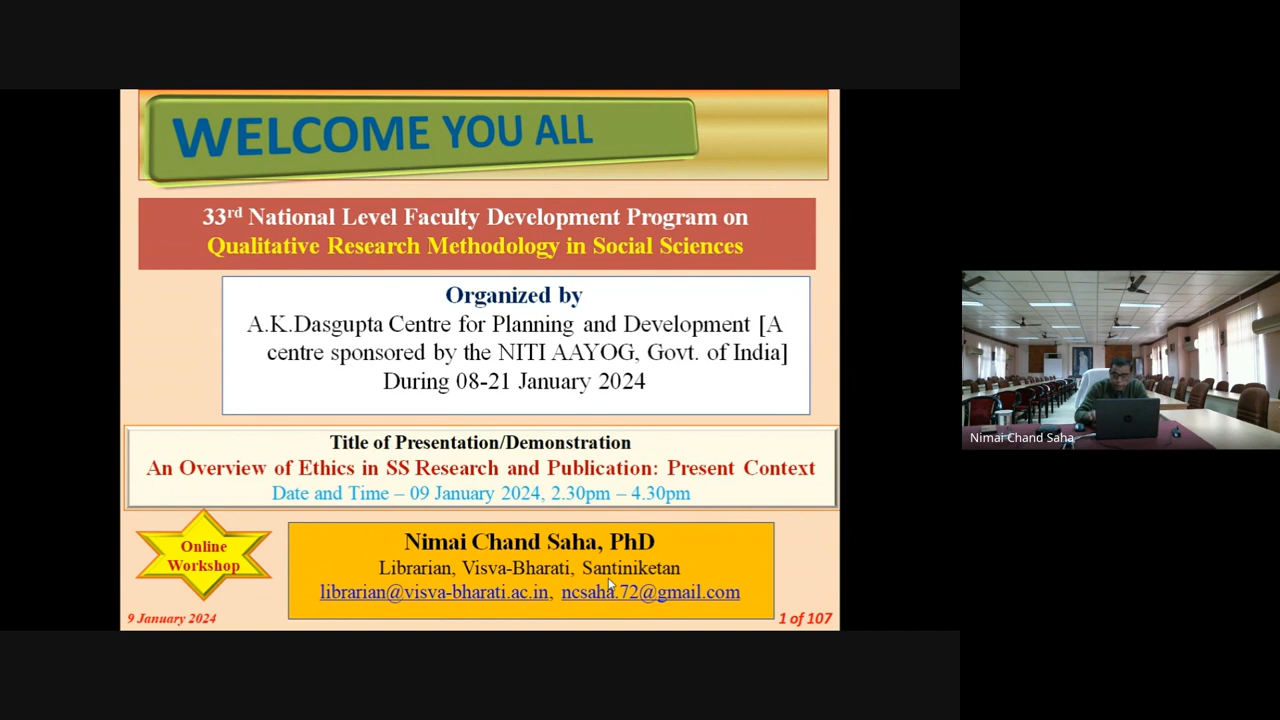 WELCOME YOU ALL
33rd National Level Faculty Development Program on
Qualitative Research Methodology in Social Sciences
Organized by
A.K.Dasgupta Centre for Planning and Development [A
centre sponsored by the NITI AAYOG, Govt. of India]
During 08-21 January 2024
Title of Presentation/Demonstration
An Overview of Ethics in SS Research and Publication: Present Context
Date and Time – 09 January 2024, 2.30pm – 4.30pm
Online
Workshop
Nimai Chand Saha, PhD
Librarian, Visva-Bharati, Santiniketan
librarian@visva-bharati.ac.in, ncsaha.72@gmail.com
9 January 2024
1 of 107
Nimai Chand Saha